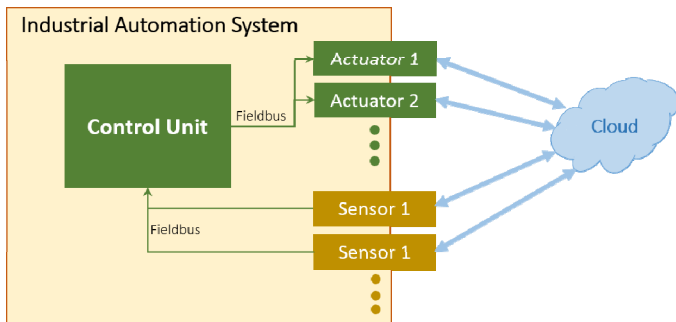 Industrial Automation System
Actuator 1
Actuator 2
Fieldbus
Control Unit
Cloud
Sensor 1
Fieldbus
Sensor 1